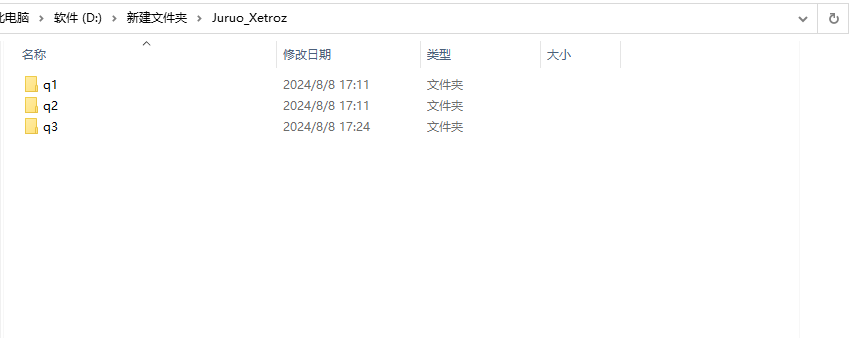 此电脑 › 软件 (D:) › 新建文件夹 › Juruo_Xetroz
名称 修改日期 类型 大小
q1 2024/8/8 17:11 文件夹
q2 2024/8/8 17:11 文件夹
q3 2024/8/8 17:24 文件夹